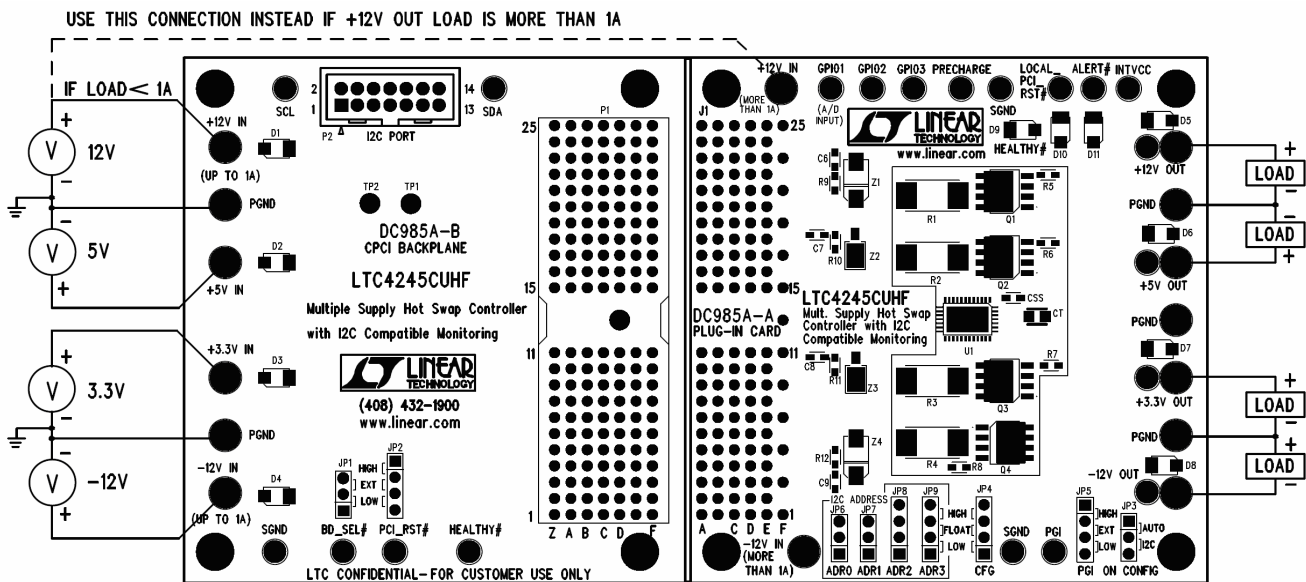 USE THIS CONNECTION INSTEAD IF +12V OUT LOAD IS MORE THAN 1A
IF LOAD< 1A
+
V
12V
−
−
V
5V
+
+
V
3.3V
−
−
V
-12V
+
+12V IN
(UP TO 1A)
D1
PGND
D2
+5V IN
+3.3V IN
D3
PGND
-12V IN
D4
(UP TO 1A)
SGND
SCL
2
1
14
13
P2
I2C PORT
SDA
TP2
TP1
DC985A-B
CPCI BACKPLANE
LTC4245CUHF
Multiple Supply Hot Swap Controller
with I2C Compatible Monitoring
LINEAR
TECHNOLOGY
(408) 432-1900
www.linear.com
JP1
HIGH
EXT
LOW
JP2
BD_SEL#
PCI_RST#
HEALTHY#
LTC CONFIDENTIAL-FOR CUSTOMER USE ONLY
P1
25
15
11
1
Z A B C D F
+12V IN
(MORE
THAN 1A)
J1
25
15
11
1
A C D E F
-12V IN
(MORE
THAN 1A)
GPIO1
(A/D
INPUT)
GPIO2
GPIO3
PRECHARGE
SGND
LOCAL_
PCI_
RST#
ALERT#
INTVCC
LINEAR
TECHNOLOGY
www.linear.com
D9
HEALTHY#
D10
D11
D5
C6
R9
Z1
R1
Q1
R5
C7
R10
Z2
R2
Q2
R6
DC985A-A
PLUG-IN CARD
LTC4245CUHF
Mult. Supply Hot Swap
Controller with I2C
Compatible Monitoring
U1
CSS
CT
C8
R11
Z3
R3
Q3
R7
R12
C9
Z4
R4
R8
Q4
I2C ADDRESS
JP6
JP7
JP8
JP9
HIGH
FLOAT
LOW
JP4
ADR0
ADR1
ADR2
ADR3
CFG
SGND
PGI
JP5
HIGH
EXT
LOW
JP3
AUTO
I2C
PGI
ON CONFIG
+12V OUT
PGND
D6
+5V OUT
PGND
D7
+3.3V OUT
PGND
-12V OUT
D8
+
LOAD
−
−
LOAD
+
+
LOAD
−
+
LOAD
−